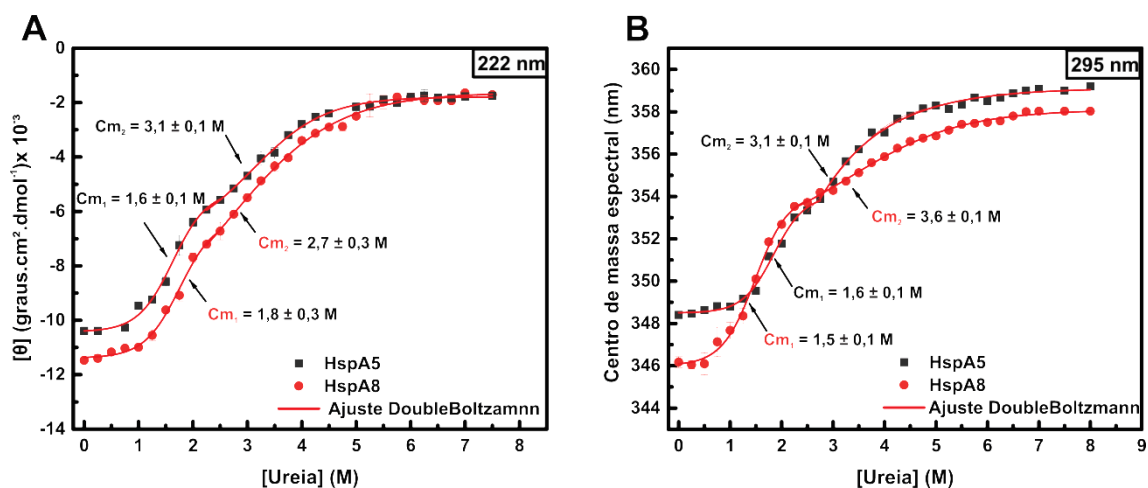 A
222 nm
0
-2
-4
-6
-8
-10
-12
-14
[θ] (graus.cm².dmol⁻¹)x 10⁻³
Cm₂ = 3,1 ± 0,1 M
Cm₁ = 1,6 ± 0,1 M
Cm₂ = 2,7 ± 0,3 M
Cm₁ = 1,8 ± 0,3 M
HspA5
HspA8
Ajuste DoubleBoltzamnn
0 1 2 3 4 5 6 7 8
[Ureia] (M)
B
295 nm
360
358
356
354
352
350
348
346
344
Centro de massa espectral (nm)
Cm₂ = 3,1 ± 0,1 M
Cm₂ = 3,6 ± 0,1 M
Cm₁ = 1,6 ± 0,1 M
Cm₁ = 1,5 ± 0,1 M
HspA5
HspA8
Ajuste DoubleBoltzmann
0 1 2 3 4 5 6 7 8 9
[Ureia] (M)